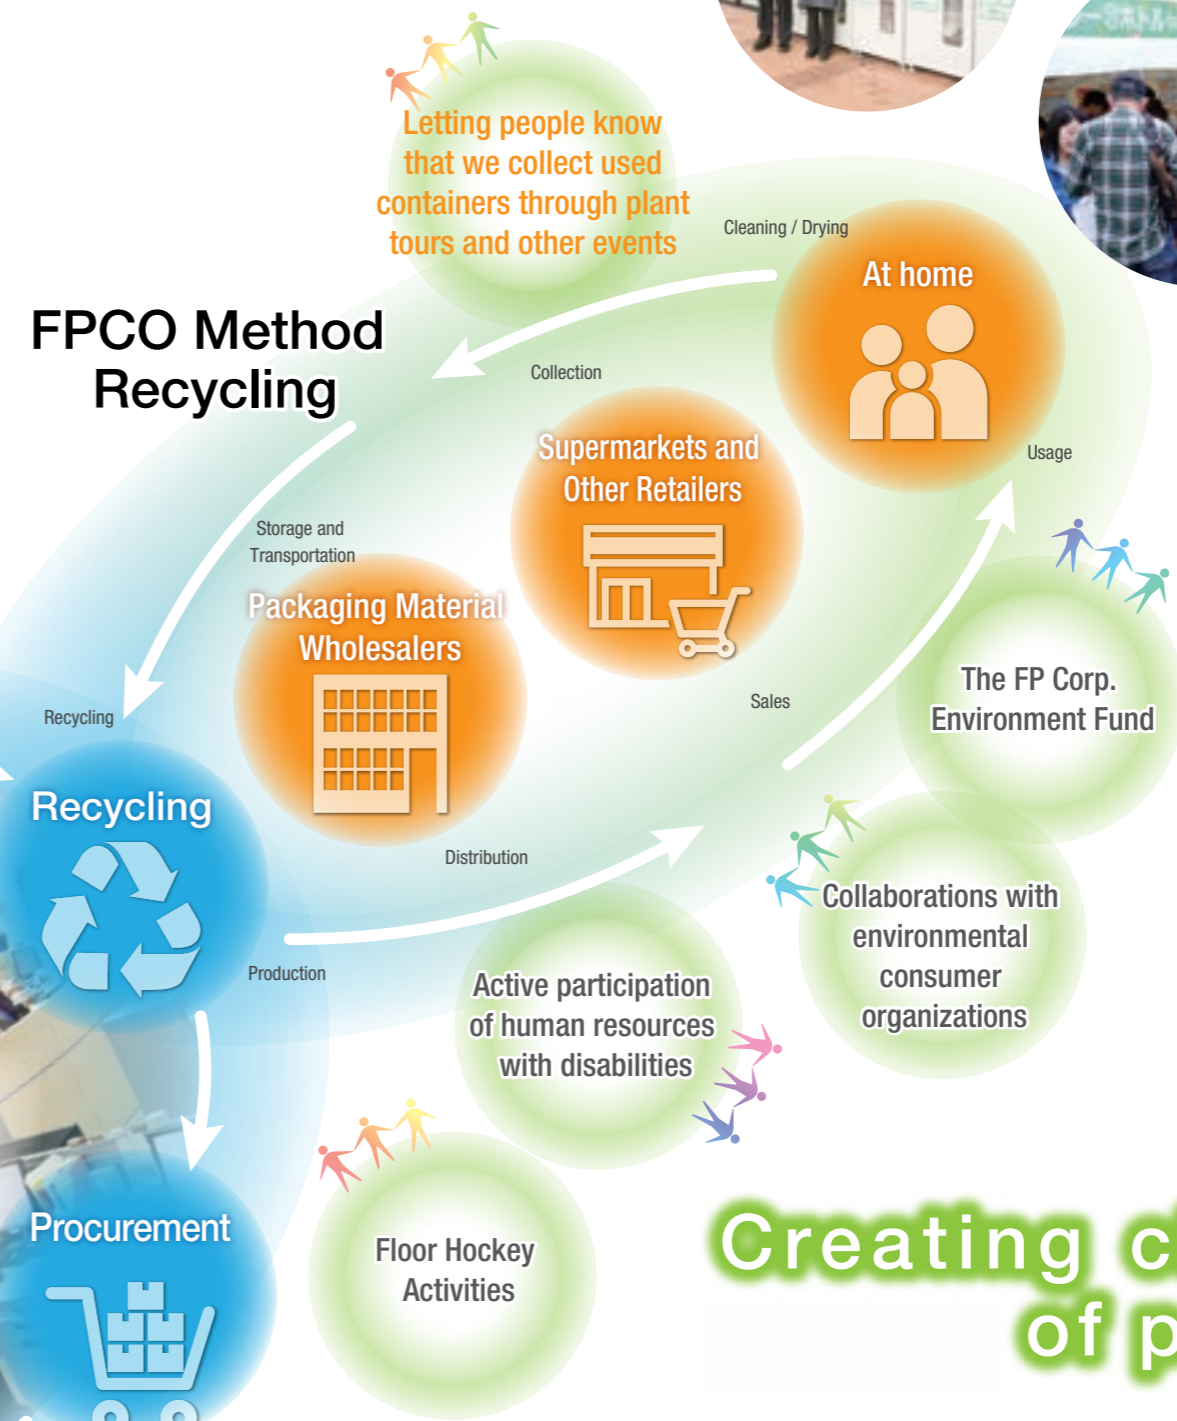 Letting people know
that we collect used
containers through plant
tours and other events
Cleaning / Drying
At home
FPCO Method
Recycling
Collection
Supermarkets and
Other Retailers
Usage
Storage and
Transportation
Packaging Material
Wholesalers
The FP Corp.
Environment Fund
Sales
Recycling
Recycling
Distribution
Collaborations with
environmental
consumer
organizations
Production
Active participation
of human resources
with disabilities
Procurement
Floor Hockey
Activities
Creating c
of p